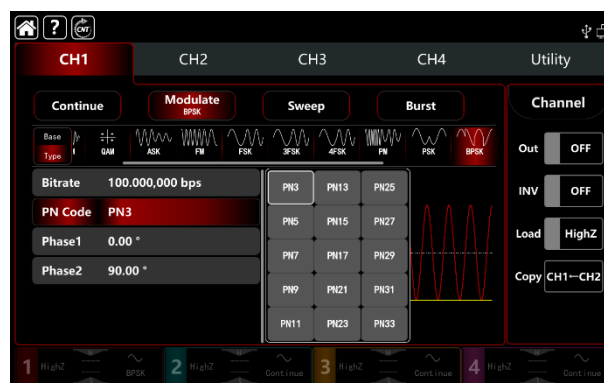 ? CNT
CH1 CH2 CH3 CH4 Utility
Continue Modulate BPSK Sweep Burst Channel
Base Type QAM ASK FM FSK 3FSK 4FSK PM PSK BPSK
Out OFF
Bitrate 100.000,000 bps
PN3 PN13 PN25
INV OFF
PN Code PN3
PN5 PN15 PN27
Load HighZ
Phase1 0.00 °
PN7 PN17 PN29
Phase2 90.00 °
Copy CH1←CH2
PN9 PN21 PN31
PN11 PN23 PN33
1 HighZ BPSK 2 HighZ Continue 3 HighZ Continue 4 HighZ Continue